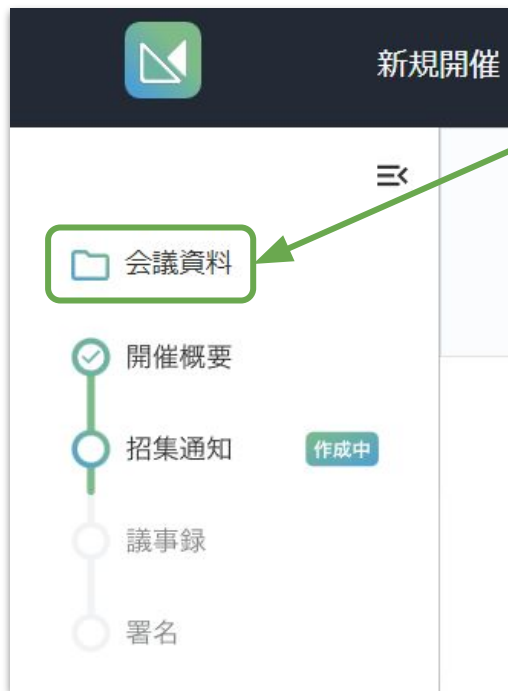 新規開催
会議資料
開催概要
招集通知 作成中
議事録
署名